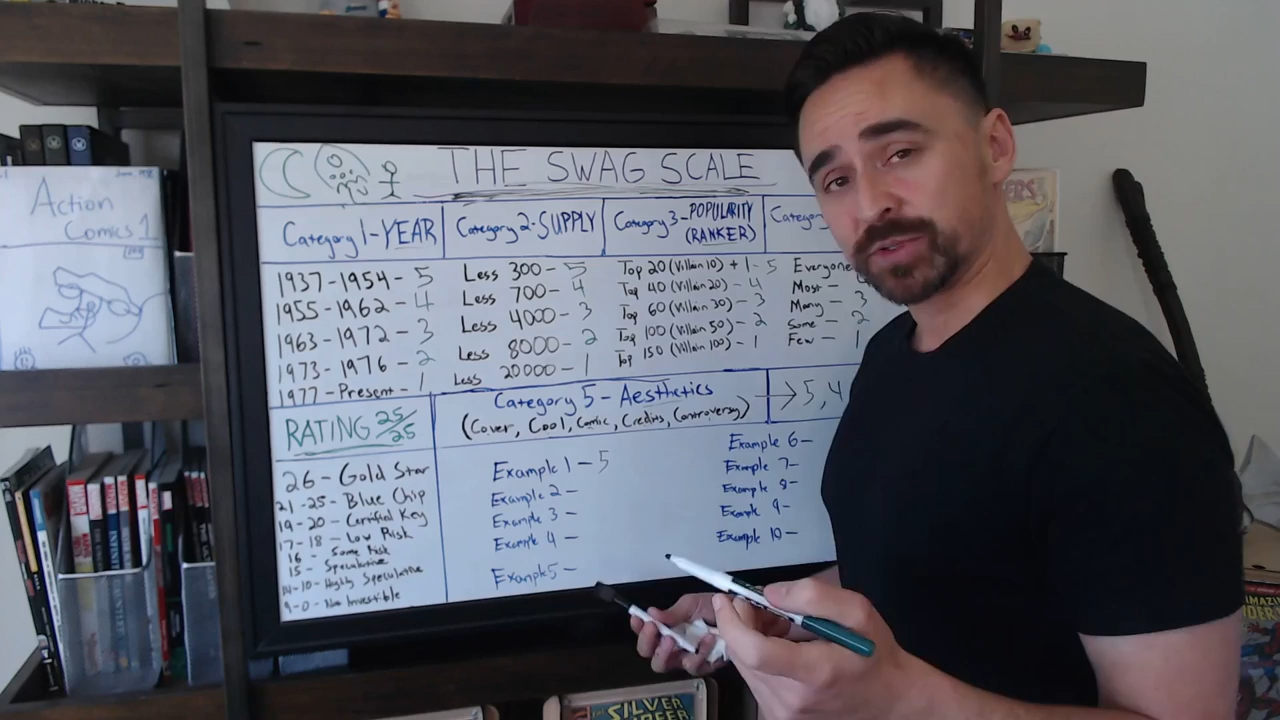 THE SWAG SCALE
Action
Comics 1
Category 1-YEAR
Category 2-SUPPLY
Category 3-POPULARITY
(RANKER)
Category
1937-1954 - 5
1955-1962 - 4
1963-1972 - 3
1973-1976 - 2
1977-Present - 1
Less 300 - 5
Less 700 - 4
Less 4000 - 3
Less 8000 - 2
Less 20000 - 1
Top 20 (Villain 10) + 1 - 5
Top 40 (Villain 20) - 4
Top 60 (Villain 30) - 3
Top 100 (Villain 50) - 2
Top 150 (Villain 100) - 1
Everyone
Most -
Many - 3
Some - 2
Few - 1
RATING 25/25
Category 5 - Aesthetics
(Cover, Cool, Comic, Credits, Controversy)
→ 5,4
26 - Gold Star
21-25 - Blue Chip
19-20 - Certified Key
17-18 - Low Risk
16 - Some Risk
15 - Speculative
14-10 - Highly Speculative
9-0 - Not Investible
Example 1 - 5
Example 2 -
Example 3 -
Example 4 -
Example 5 -
Example 6 -
Example 7 -
Example 8 -
Example 9 -
Example 10 -
SILVER
AMAZI